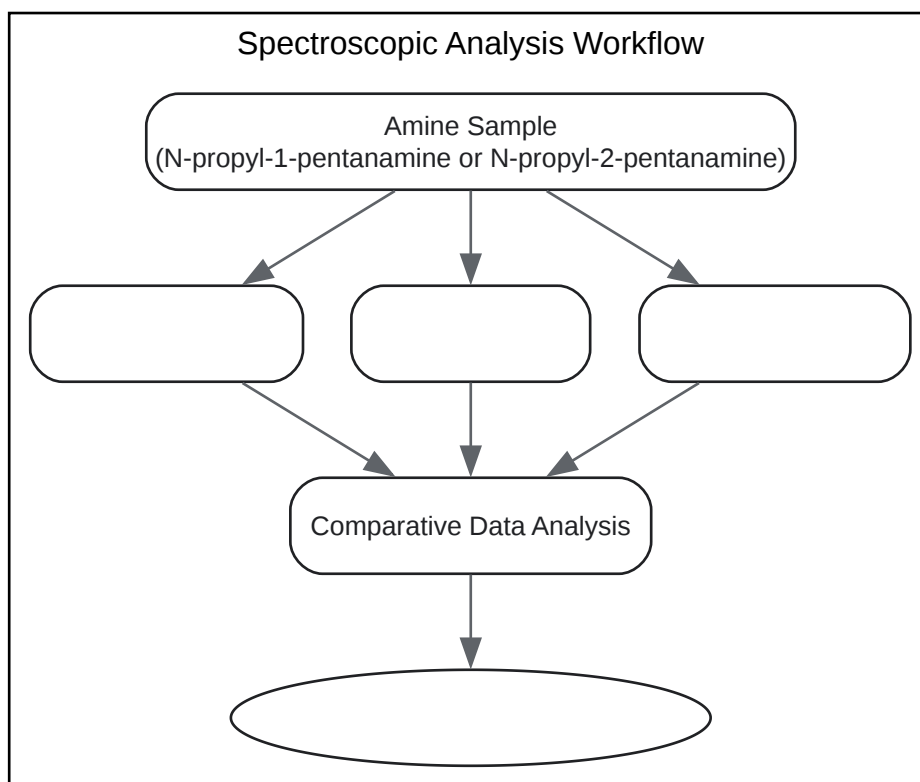 Spectroscopic Analysis Workflow
Amine Sample
(N-propyl-1-pentanamine or N-propyl-2-pentanamine)
Comparative Data Analysis